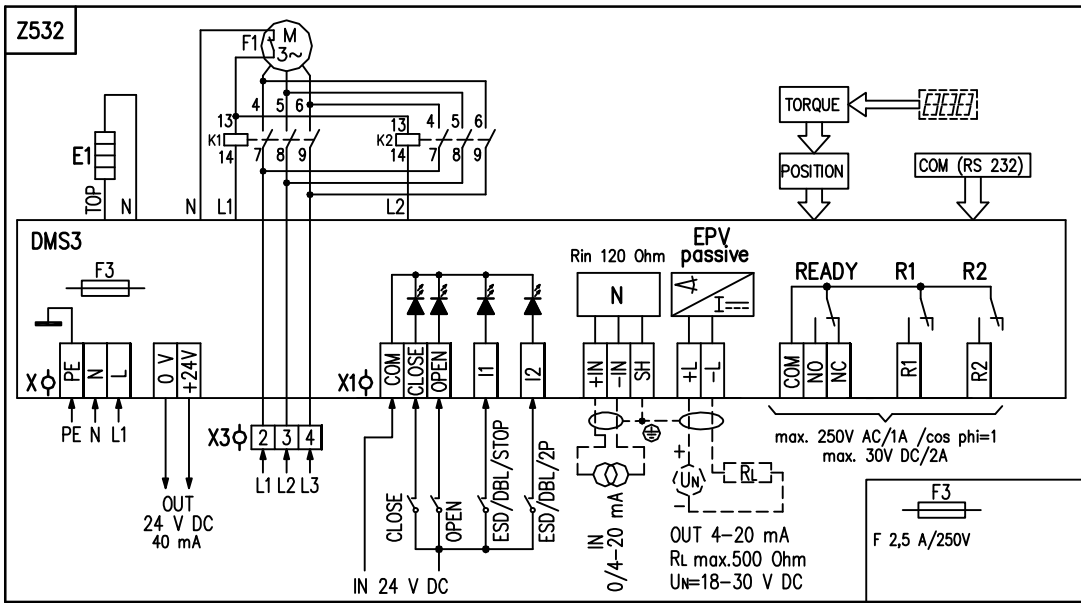 Z532
F1
M
3~
4 5 6
13
K1
14
7 8 9
13
K2
14
4 5 6
7 8 9
E1
TOP
N
N
L1
L2
TORQUE
POSITION
COM (RS 232)
DMS3
F3
Rin 120 Ohm
N
EPV
passive
I
READY R1 R2
X
PE
N
L
0 V
+24V
X1
COM
CLOSE
OPEN
I1
I2
+IN
-IN
SH
+L
-L
COM
NO
NC
R1
R2
PE N L1
X3
2 3 4
L1 L2 L3
OUT
24 V DC
40 mA
CLOSE
OPEN
ESD/DBL/STOP
ESD/DBL/2P
IN 24 V DC
IN
0/4-20 mA
+
UN
-
RL
OUT 4-20 mA
RL max.500 Ohm
UN=18-30 V DC
max. 250V AC/1A /cos phi=1
max. 30V DC/2A
F3
F 2,5 A/250V